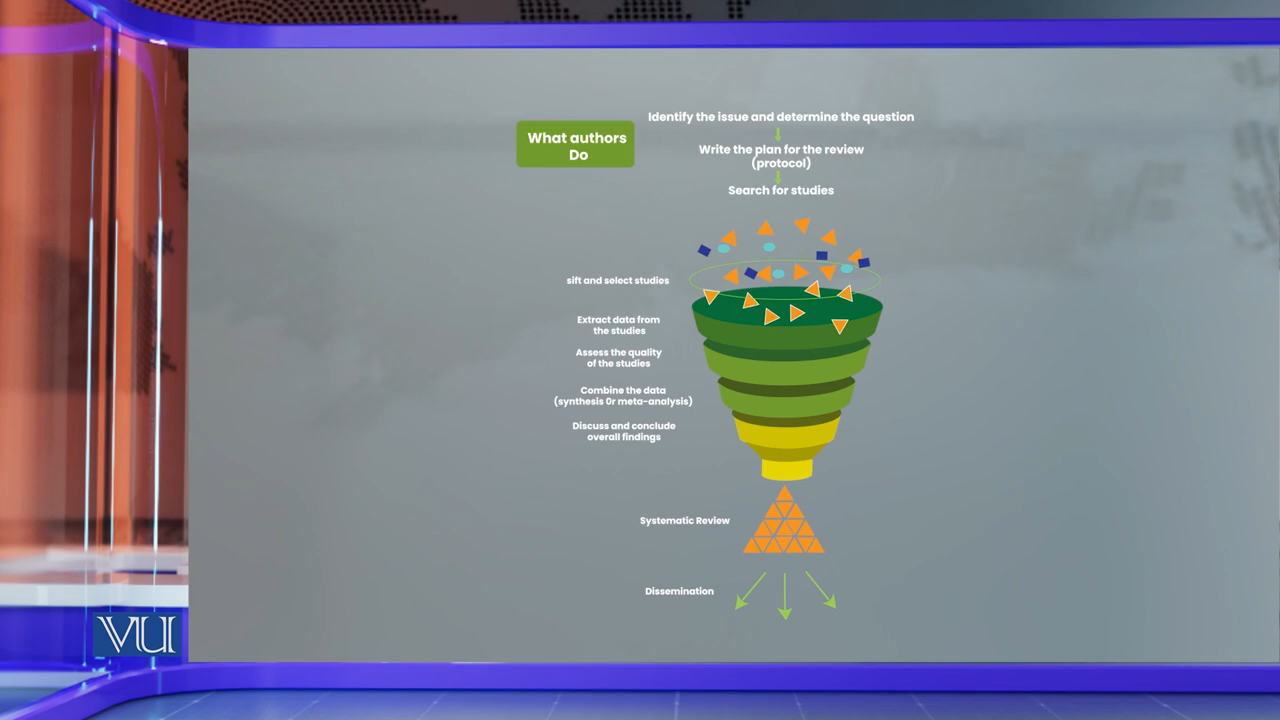 What authors
Do
Identify the issue and determine the question
Write the plan for the review
(protocol)
Search for studies
sift and select studies
Extract data from
the studies
Assess the quality
of the studies
Combine the data
(synthesis 0r meta-analysis)
Discuss and conclude
overall findings
Systematic Review
Dissemination
VU